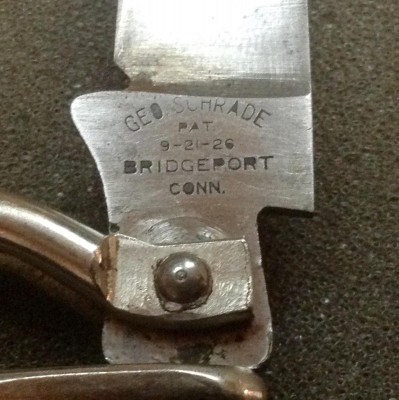 GEO SCHRADE
PAT.
9-21-26
BRIDGEPORT
CONN.